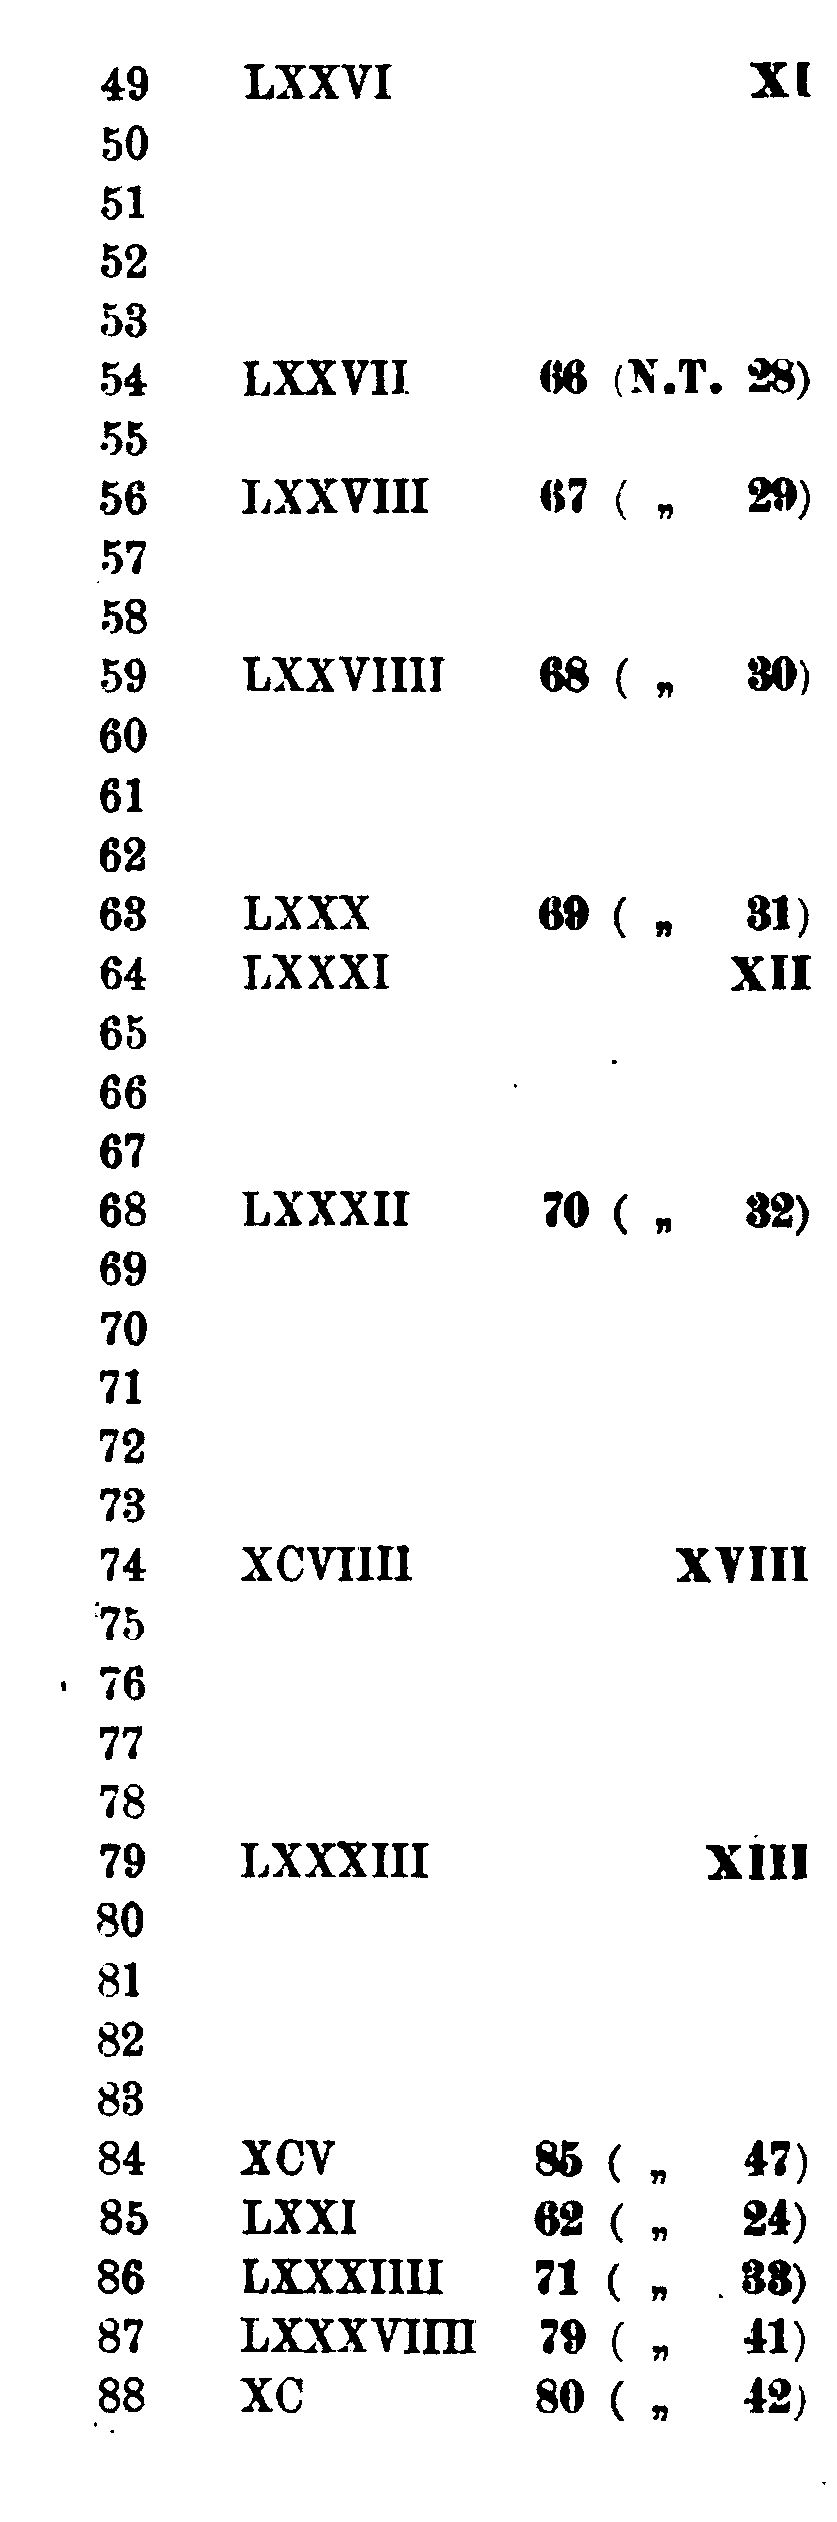 49 LXXVI XI
50
51
52
53
54 LXXVII 66 (N.T. 28)
55
56 LXXVIII 67 ( „ 29)
57
58
59 LXXVIIII 68 ( „ 30)
60
61
62
63 LXXX 69 ( „ 31)
64 LXXXI XII
65
66
67
68 LXXXII 70 ( „ 32)
69
70
71
72
73
74 XCVIIII XVIII
75
76
77
78
79 LXXXIII XIII
80
81
82
83
84 XCV 85 ( „ 47)
85 LXXI 62 ( „ 24)
86 LXXXIIII 71 ( „ 33)
87 LXXXVIIII 79 ( „ 41)
88 XC 80 ( „ 42)